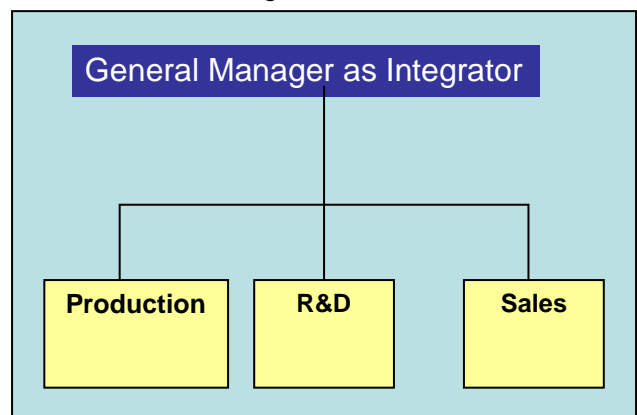 General Manager as Integrator
Production
R&D
Sales